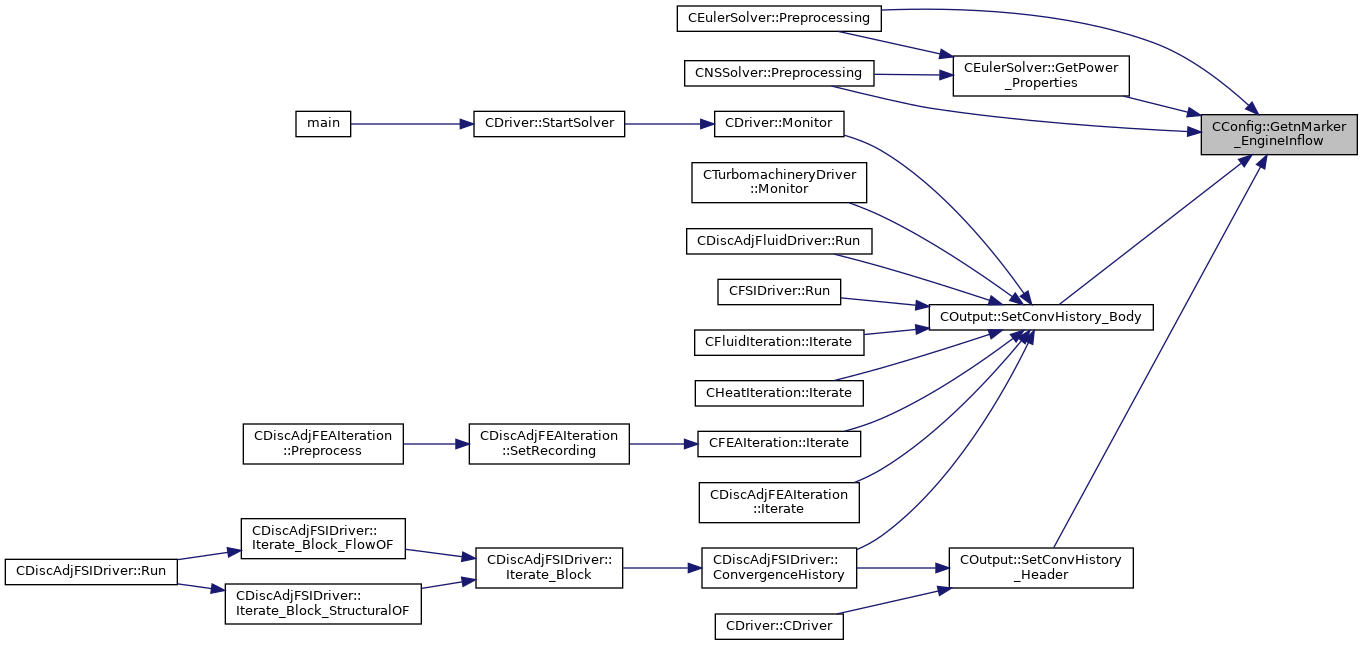 CEulerSolver::Preprocessing
CEulerSolver::GetPower
_Properties
CNSSolver::Preprocessing
main
CDriver::StartSolver
CDriver::Monitor
CConfig::GetnMarker
_EngineInflow
CTurbomachineryDriver
::Monitor
CDiscAdjFluidDriver::Run
CFSIDriver::Run
COutput::SetConvHistory_Body
CFluidIteration::Iterate
CHeatIteration::Iterate
CDiscAdjFEAIteration
::Preprocess
CDiscAdjFEAIteration
::SetRecording
CFEAIteration::Iterate
CDiscAdjFEAIteration
::Iterate
CDiscAdjFSIDriver::Run
CDiscAdjFSIDriver::
Iterate_Block_FlowOF
CDiscAdjFSIDriver::
Iterate_Block_StructuralOF
CDiscAdjFSIDriver::
Iterate_Block
CDiscAdjFSIDriver::
ConvergenceHistory
COutput::SetConvHistory
_Header
CDriver::CDriver